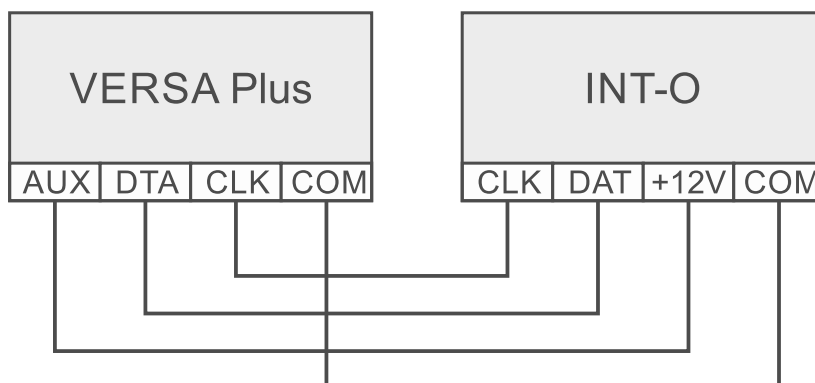 VERSA Plus
INT-O
AUX DTA CLK COM
CLK DAT +12V COM